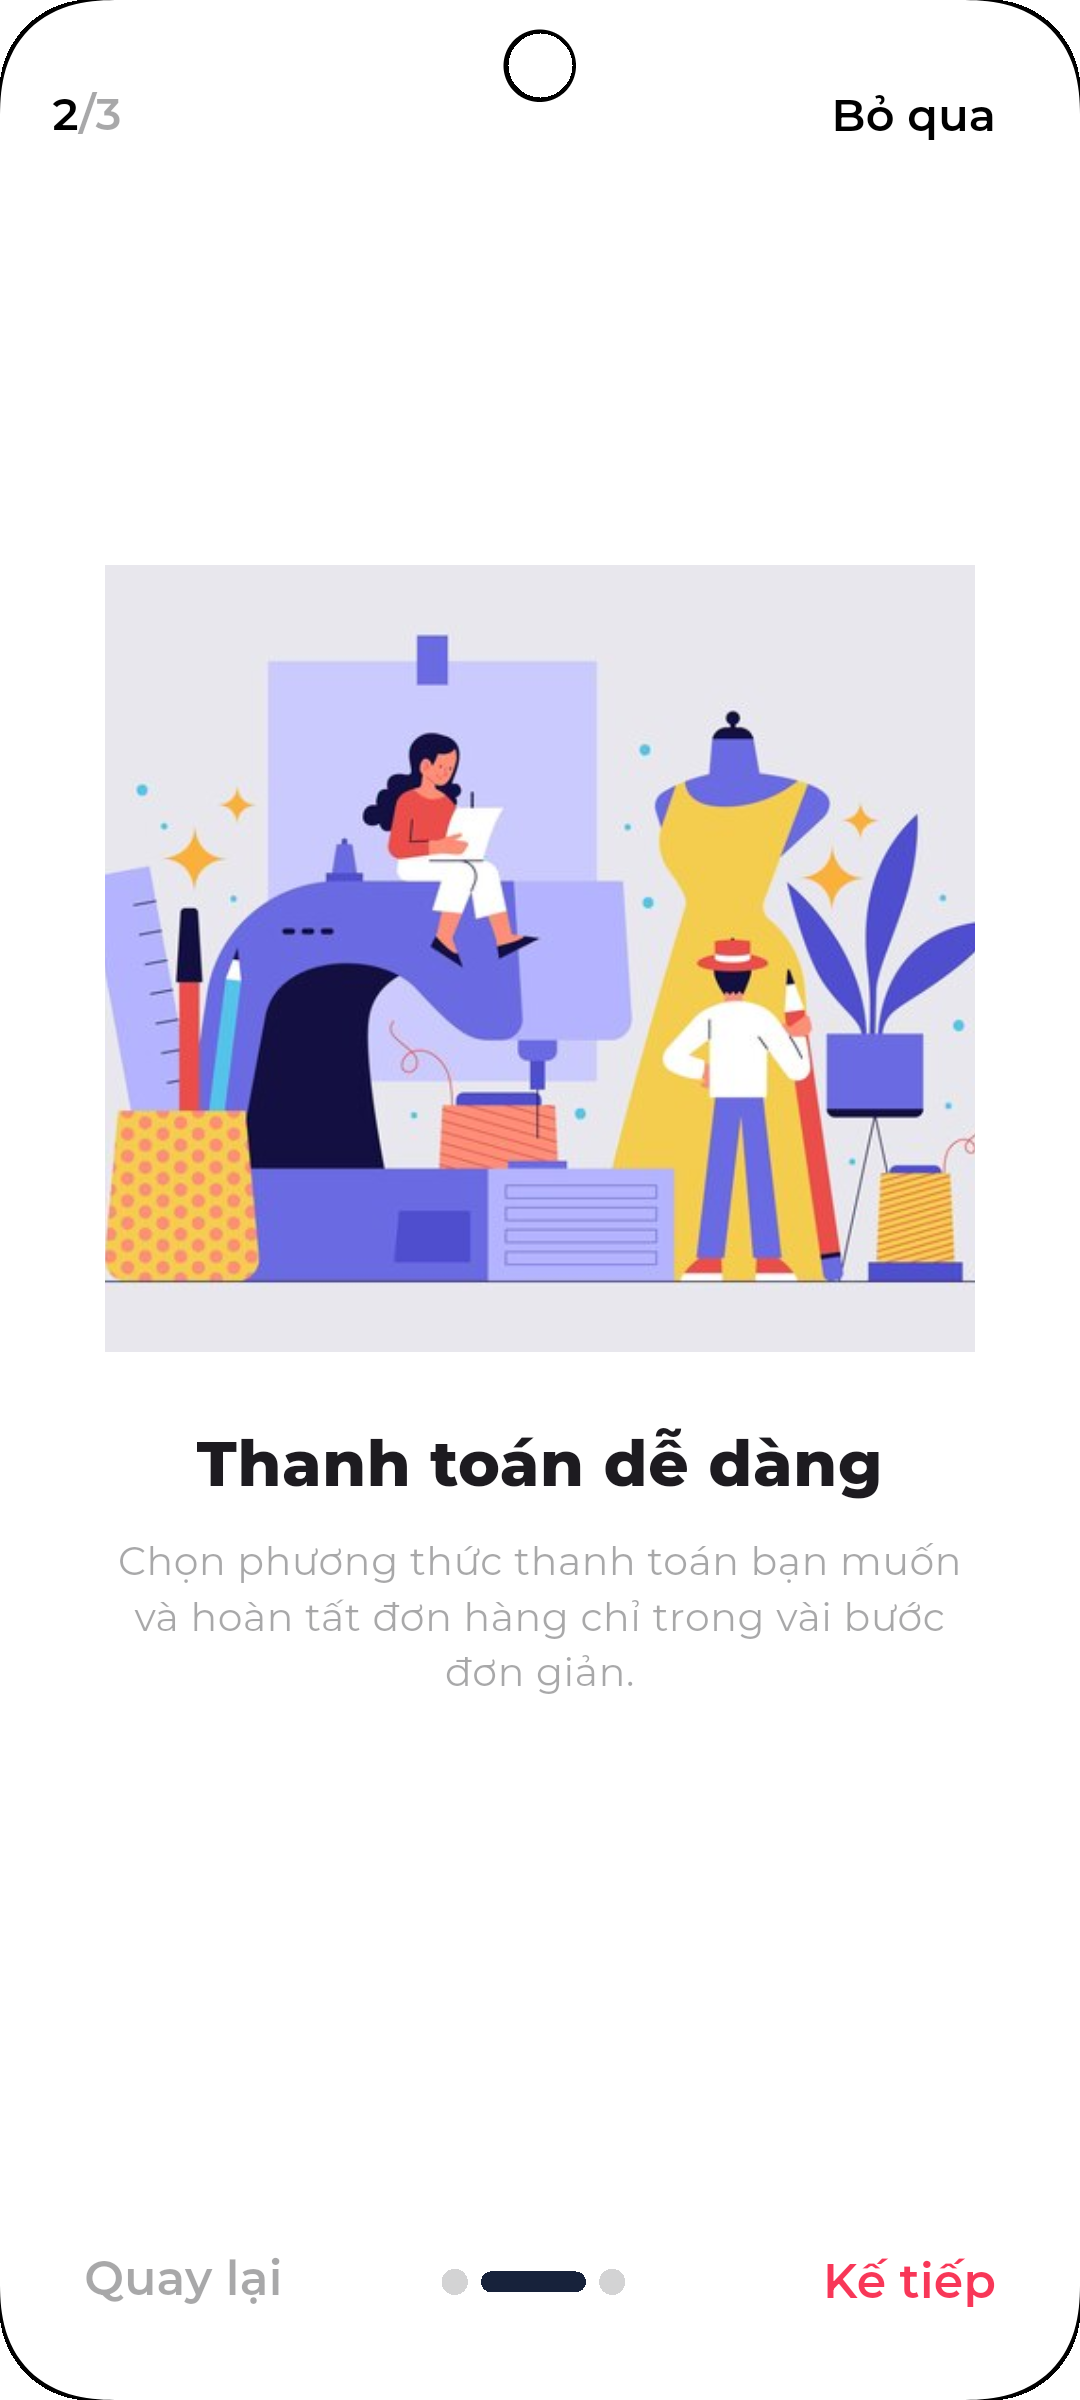 2/3
Bỏ qua
Thanh toán dễ dàng
Chọn phương thức thanh toán bạn muốn
và hoàn tất đơn hàng chỉ trong vài bước
đơn giản.
Quay lại
Kế tiếp